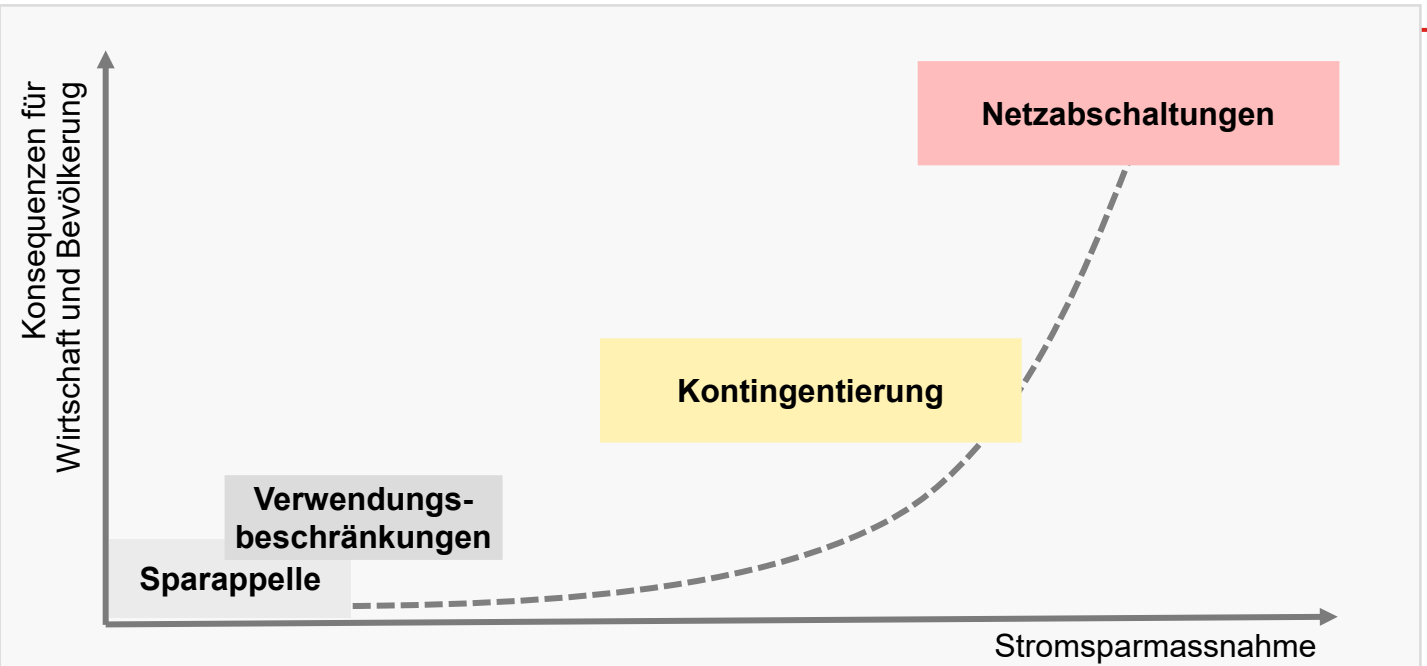 Konsequenzen für
Wirtschaft und Bevölkerung
Netzabschaltungen
Kontingentierung
Verwendungs-
beschränkungen
Sparappelle
Stromsparmassnahme